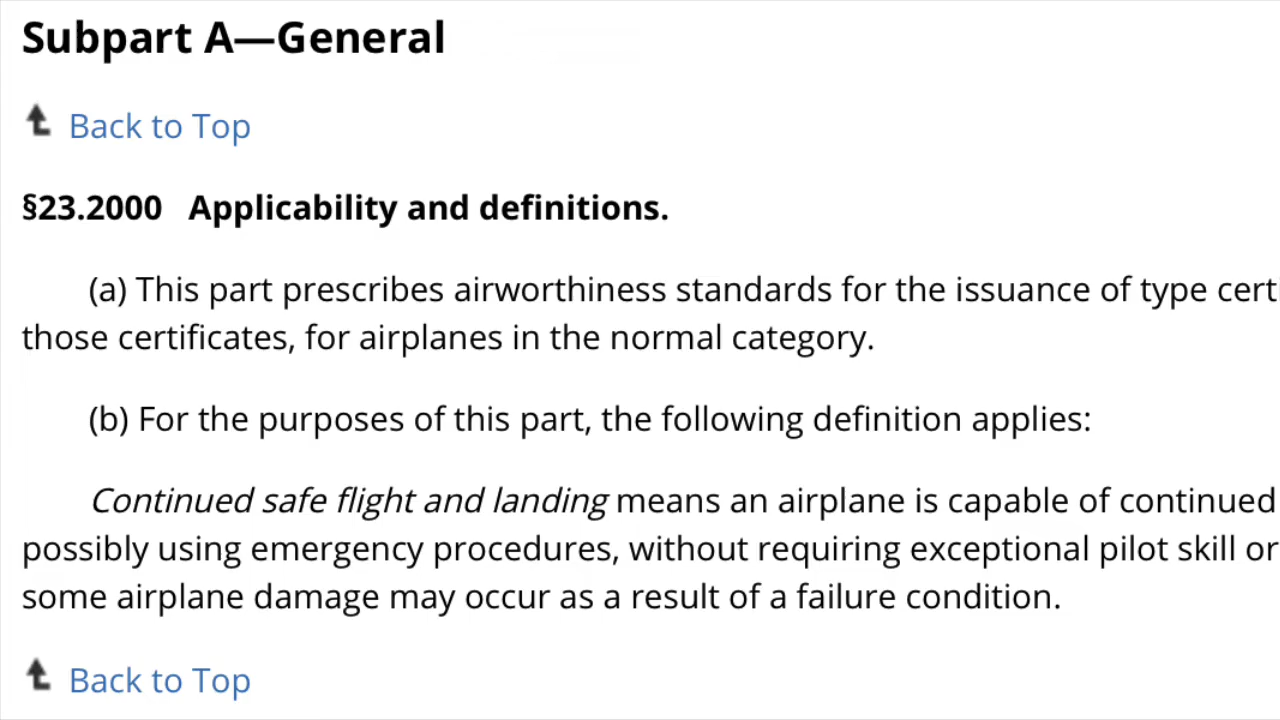 Subpart A—General
Back to Top
§23.2000 Applicability and definitions.
(a) This part prescribes airworthiness standards for the issuance of type
those certificates, for airplanes in the normal category.
(b) For the purposes of this part, the following definition applies:
Continued safe flight and landing means an airplane is capable of continued
possibly using emergency procedures, without requiring exceptional pilot skill or
some airplane damage may occur as a result of a failure condition.
Back to Top